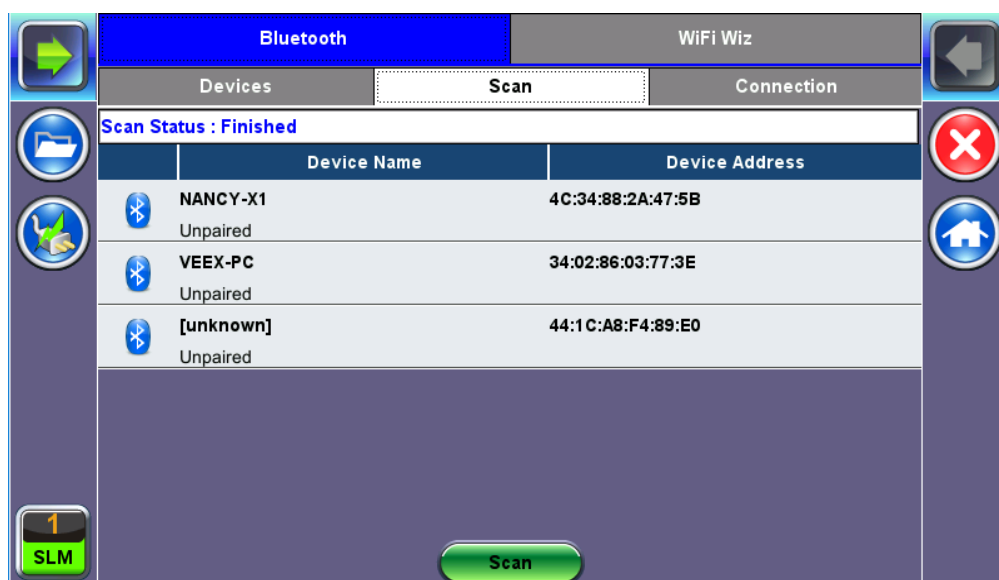 Bluetooth
WiFi Wiz
Devices
Scan
Connection
Scan Status : Finished
Device Name
Device Address
NANCY-X1
4C:34:88:2A:47:5B
Unpaired
VEEX-PC
34:02:86:03:77:3E
Unpaired
[unknown]
44:1C:A8:F4:89:E0
Unpaired
1
SLM
Scan